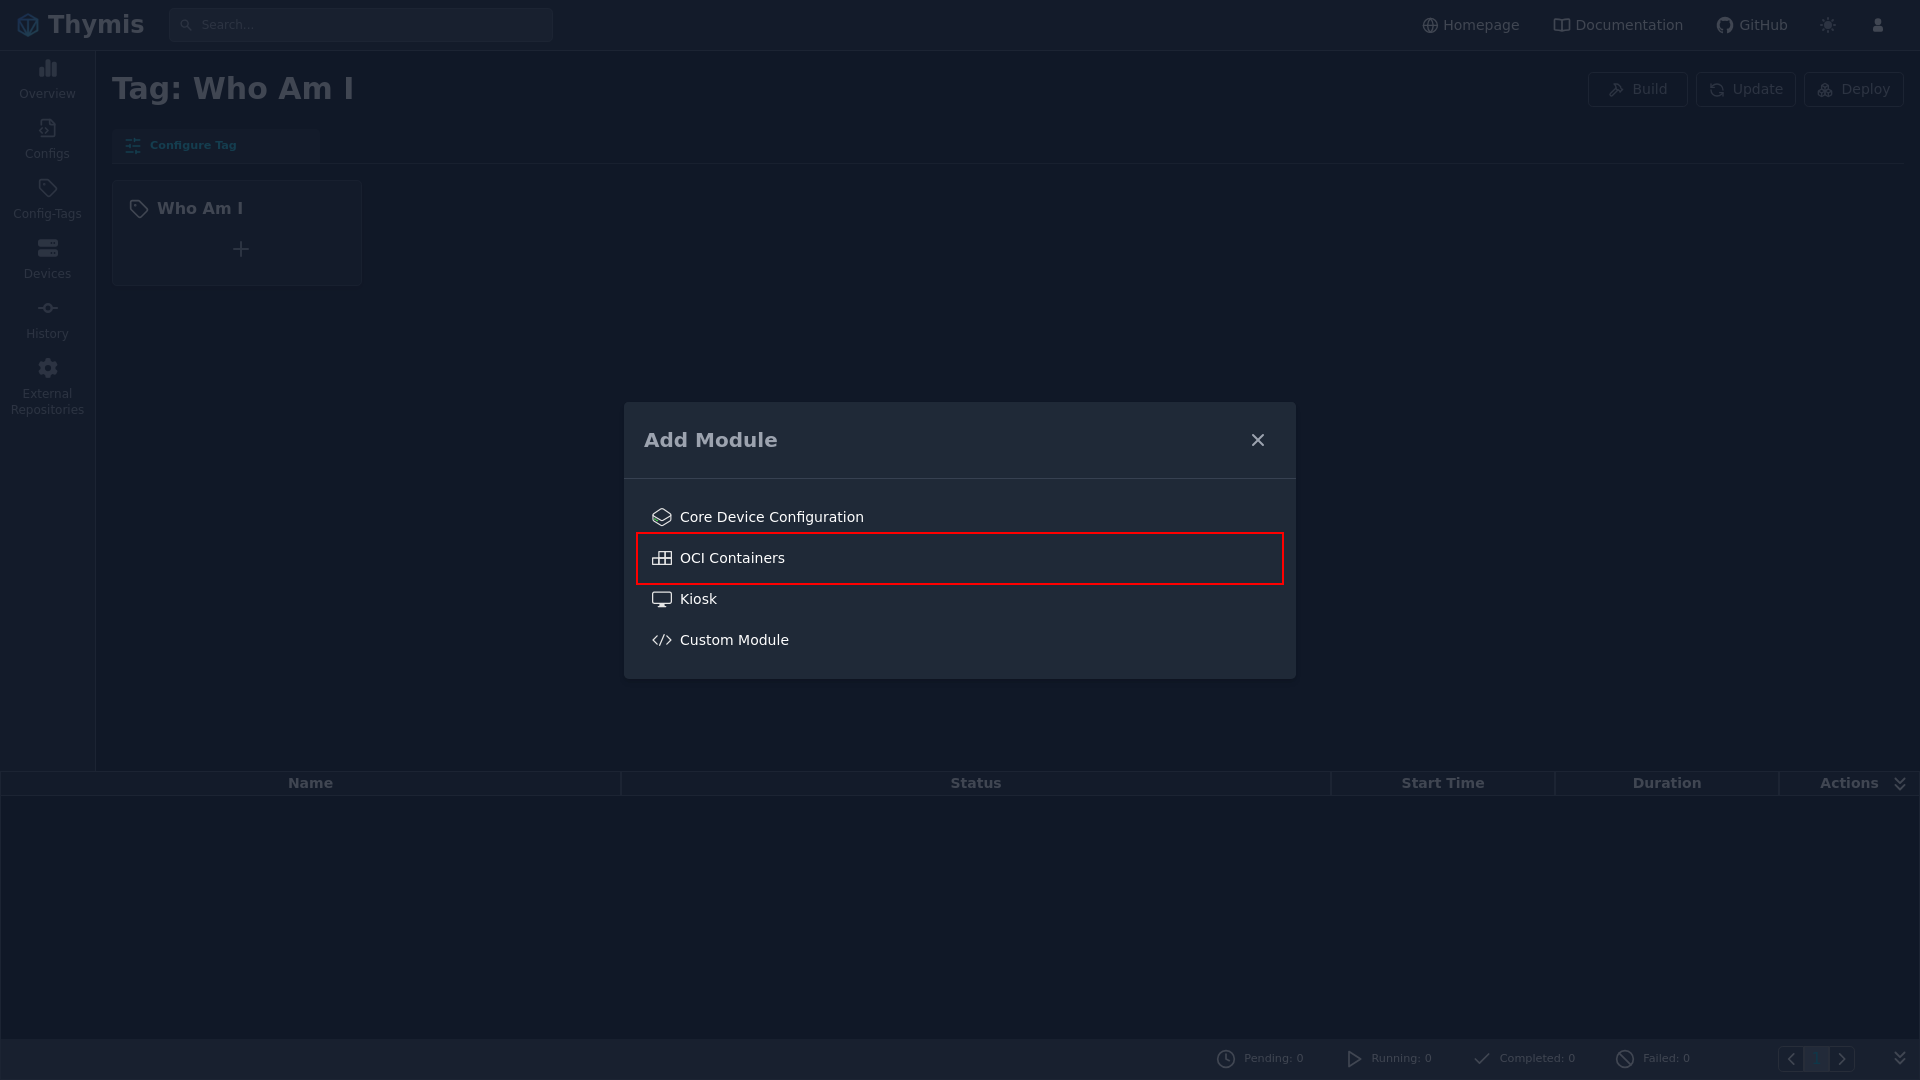 Thymis
Search...
Homepage
Documentation
GitHub
Overview
Configs
Config-Tags
Devices
History
External
Repositories
Tag: Who Am I
Build
Update
Deploy
Configure Tag
Who Am I
Add Module
Core Device Configuration
OCI Containers
Kiosk
Custom Module
Name
Status
Start Time
Duration
Actions
Pending: 0
Running: 0
Completed: 0
Failed: 0